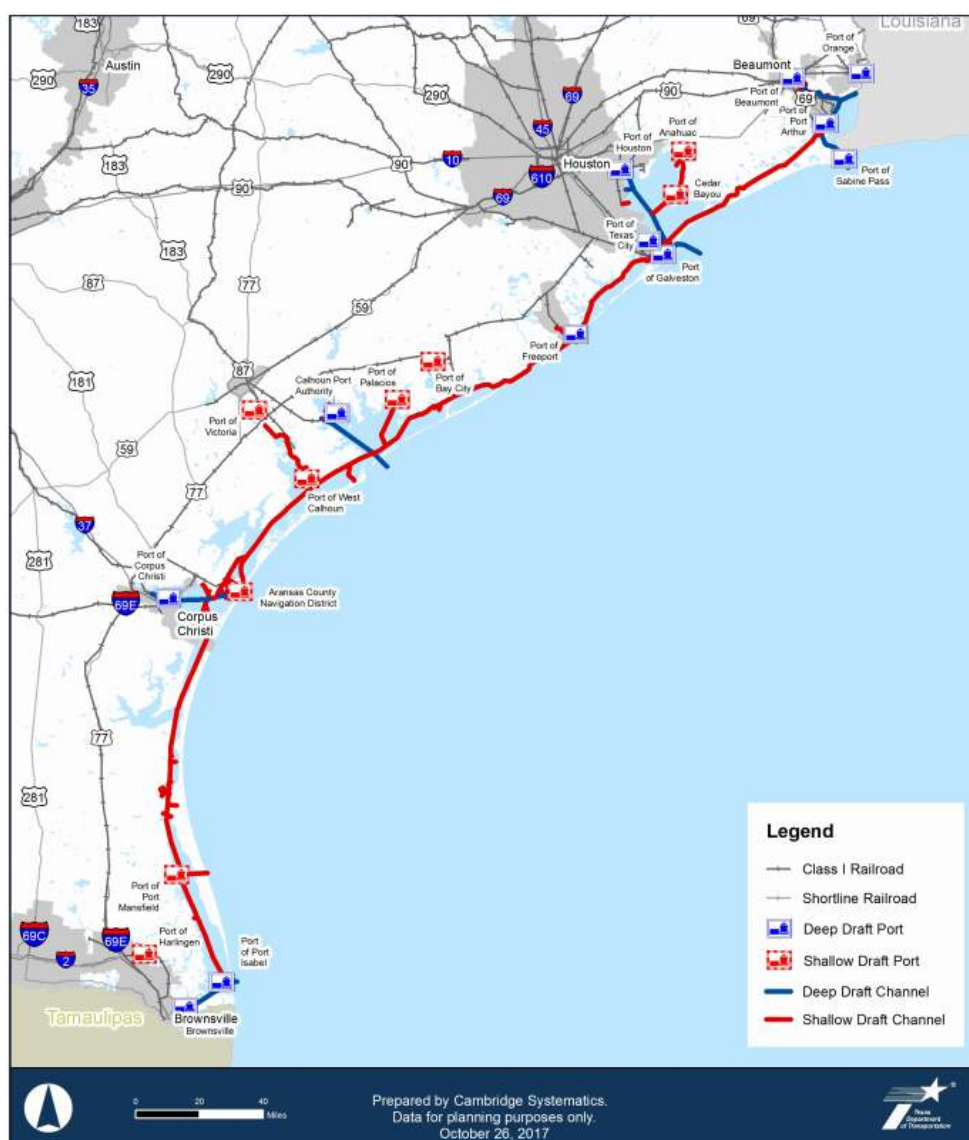 183
Louisiana
69
Port of
Orange
Austin
290
290
35
183
290
69
Beaumont
90
Port of
Beaumont
69
45
Port of
Anahuac
Port of
Port
Arthur
Port of
Houston
183
90
10
Houston
610
Port of
Sabine Pass
90
69
Cedar
Bayou
Port of
Texas
City
183
77
Port
of Galveston
87
59
Port of
Freeport
87
181
Calhoun Port
Authority
Port of
Palacios
Port of
Bay City
Port of
Victoria
59
77
Port of West
Calhoun
37
281
Port of
Corpus
Christi
Aransas County
Navigation District
69E
Corpus
Christi
77
281
Port of
Port
Mansfield
Port of
Harlingen
Port
of Port
Isabel
69C
69E
2
Tamaulipas
Brownsville
Brownsville
Legend
Class I Railroad
Shortline Railroad
Deep Draft Port
Shallow Draft Port
Deep Draft Channel
Shallow Draft Channel
0 20 40
Miles
Prepared by Cambridge Systematics.
Data for planning purposes only.
October 26, 2017
Texas
Department
of Transportation